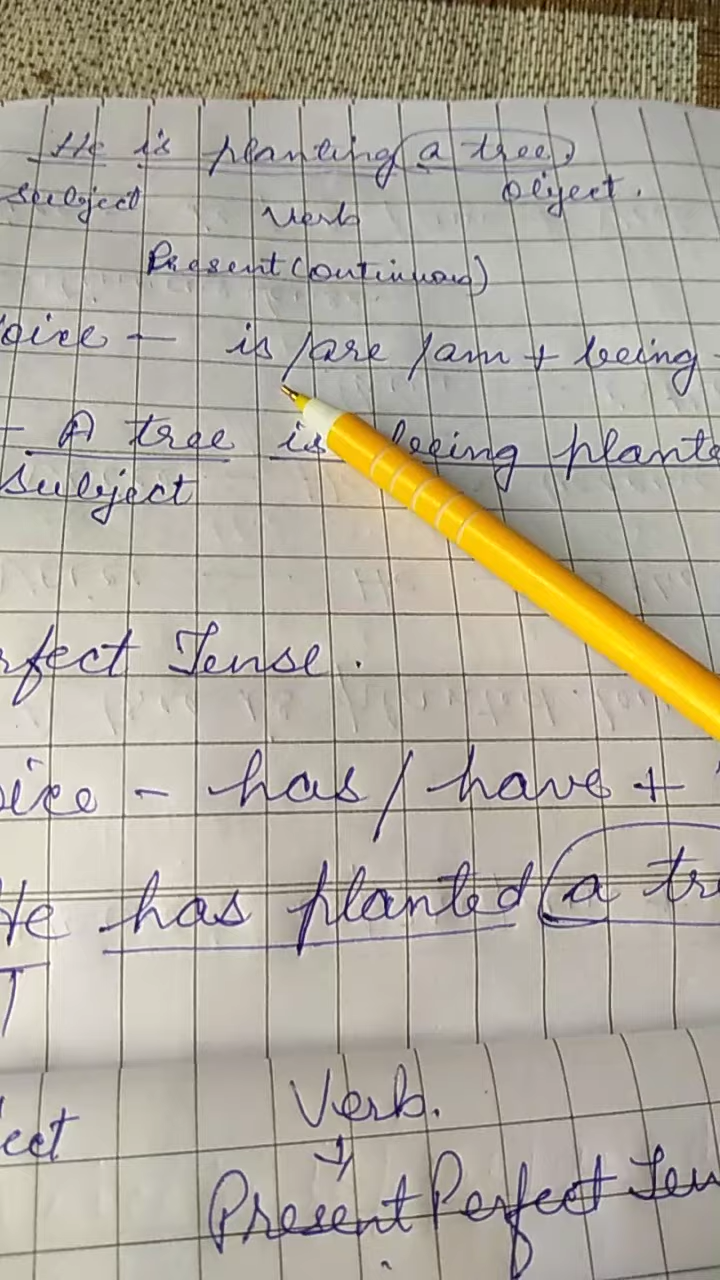 He is planting a tree,
subject verb object.
Present Continuous)
oice - is/are/am + being -
- A tree is being plante
subject
rfect Tense.
oice - has/have +
He has planted a tre
ect Verb.
Present Perfect Ten